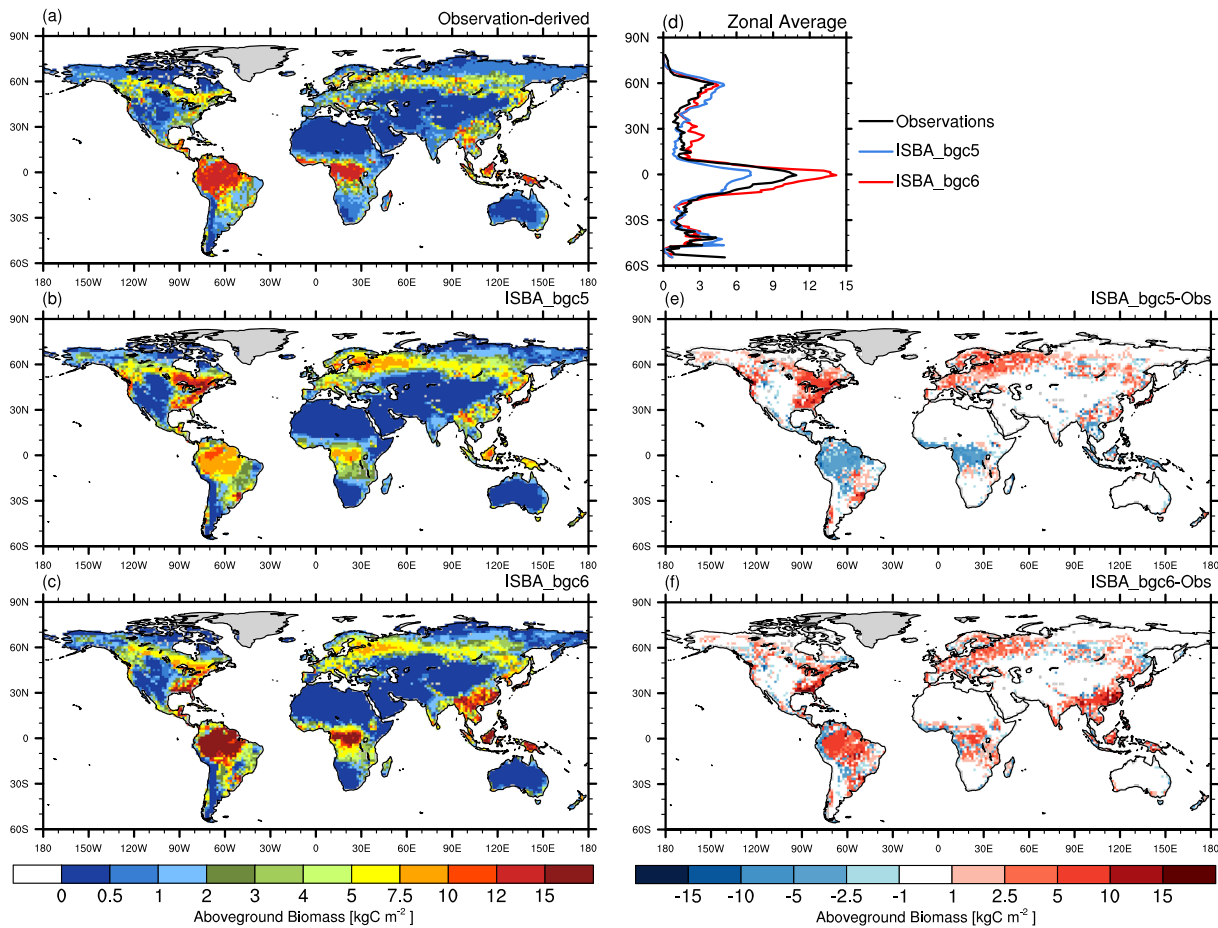 (a) Observation-derived
90N
60N
30N
0
30S
60S
180 150W 120W 90W 60W 30W 0 30E 60E 90E 120E 150E 180
(d) Zonal Average
90N
60N
30N
0
30S
60S
0 3 6 9 12 15
Observations
ISBA_bgc5
ISBA_bgc6
(b) ISBA_bgc5
90N
60N
30N
0
30S
60S
180 150W 120W 90W 60W 30W 0 30E 60E 90E 120E 150E 180
(e) ISBA_bgc5-Obs
90N
60N
30N
0
30S
60S
180 150W 120W 90W 60W 30W 0 30E 60E 90E 120E 150E 180
(c) ISBA_bgc6
90N
60N
30N
0
30S
60S
180 150W 120W 90W 60W 30W 0 30E 60E 90E 120E 150E 180
(f) ISBA_bgc6-Obs
90N
60N
30N
0
30S
60S
180 150W 120W 90W 60W 30W 0 30E 60E 90E 120E 150E 180
0 0.5 1 2 3 4 5 7.5 10 12 15
Aboveground Biomass [kgC m⁻²]
-15 -10 -5 -2.5 -1 1 2.5 5 10 15
Aboveground Biomass [kgC m⁻²]